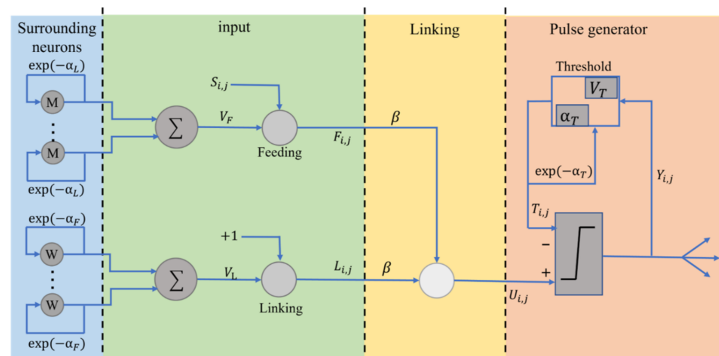 Surrounding
neurons
input
Linking
Pulse generator
exp(−α_L)
M
M
exp(−α_L)
exp(−α_F)
W
W
exp(−α_F)
∑
V_F
S_{i,j}
Feeding
F_{i,j}
β
∑
V_L
+1
Linking
L_{i,j}
β
U_{i,j}
Threshold
V_T
α_T
exp(−α_T)
Y_{i,j}
T_{i,j}
−
+